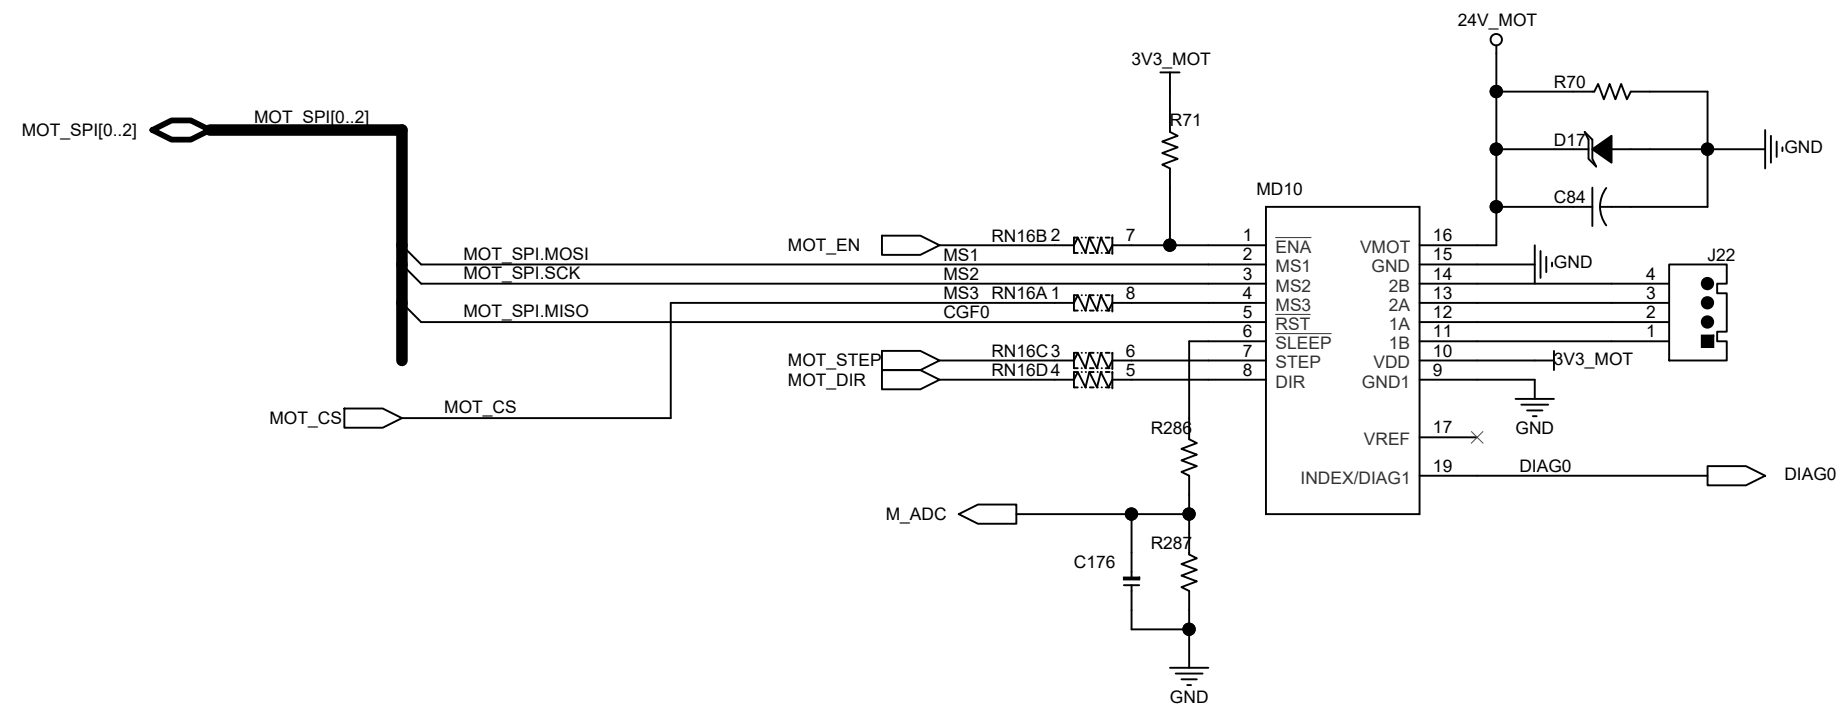 24V_MOT
3V3_MOT
R70
MOT_SPI[0..2]
MOT_SPI[0..2]
R71
D17
GND
MD10
C84
MOT_EN
RN16B 2
7
1
ENA
VMOT
16
MOT_SPI.MOSI
MS1
2
MS1
GND
15
GND
J22
MOT_SPI.SCK
MS2
3
MS2
2B
14
4
MS3
RN16A 1
8
4
MS3
2A
13
3
MOT_SPI.MISO
CGF0
5
RST
1A
12
2
6
SLEEP
1B
11
1
MOT_STEP
RN16C 3
6
7
STEP
VDD
10
3V3_MOT
MOT_DIR
RN16D 4
5
8
DIR
GND1
9
MOT_CS
MOT_CS
R286
GND
VREF
17
INDEX/DIAG1
19
DIAG0
DIAG0
M_ADC
R287
C176
GND